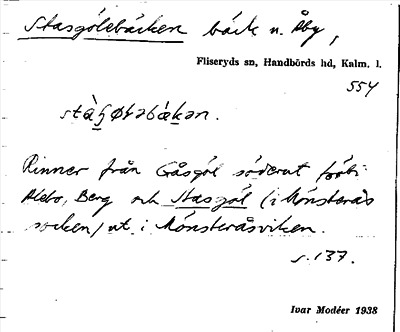 Stasgölebäcken bäck n. Åby,
Fliseryds sn, Handbörds hd, Kalm. l.
554
Rinner från Gåsgöl söderut förbi
Alebo, Berg och Stasgöl (i Mönsterås
socken) ut i Mönsteråsviken.
s. 137.
Ivar Modéer 1938